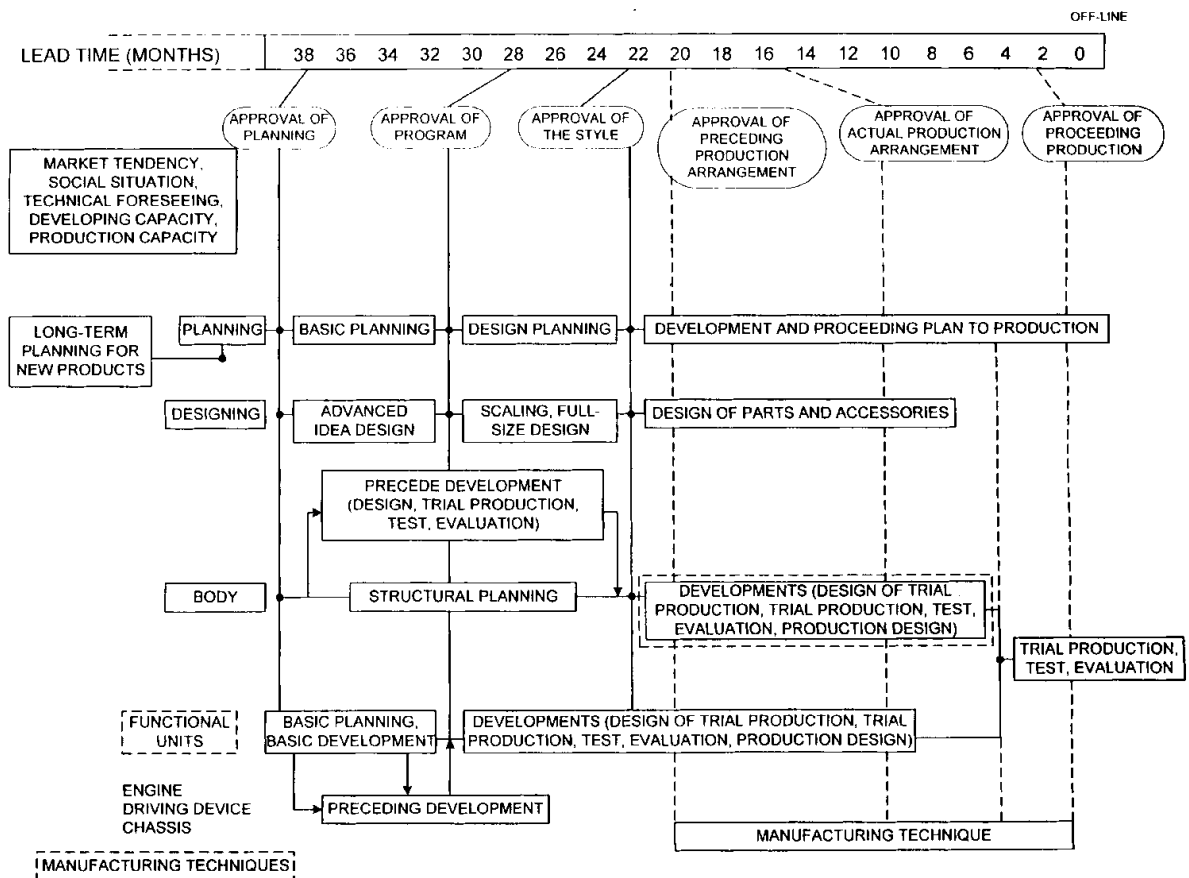 OFF-LINE
LEAD TIME (MONTHS) 38 36 34 32 30 28 26 24 22 20 18 16 14 12 10 8 6 4 2 0
APPROVAL OF
PLANNING
APPROVAL OF
PROGRAM
APPROVAL OF
THE STYLE
APPROVAL OF
PRECEDING
PRODUCTION
ARRANGEMENT
APPROVAL OF
ACTUAL PRODUCTION
ARRANGEMENT
APPROVAL OF
PROCEEDING
PRODUCTION
MARKET TENDENCY,
SOCIAL SITUATION,
TECHNICAL FORESEEING,
DEVELOPING CAPACITY,
PRODUCTION CAPACITY
LONG-TERM
PLANNING FOR
NEW PRODUCTS
PLANNING
BASIC PLANNING
DESIGN PLANNING
DEVELOPMENT AND PROCEEDING PLAN TO PRODUCTION
DESIGNING
ADVANCED
IDEA DESIGN
SCALING, FULL-
SIZE DESIGN
DESIGN OF PARTS AND ACCESSORIES
PRECEDE DEVELOPMENT
(DESIGN, TRIAL PRODUCTION,
TEST, EVALUATION)
BODY
STRUCTURAL PLANNING
DEVELOPMENTS (DESIGN OF TRIAL
PRODUCTION, TRIAL PRODUCTION, TEST,
EVALUATION, PRODUCTION DESIGN)
TRIAL PRODUCTION,
TEST, EVALUATION
FUNCTIONAL
UNITS
BASIC PLANNING,
BASIC DEVELOPMENT
DEVELOPMENTS (DESIGN OF TRIAL PRODUCTION, TRIAL
PRODUCTION, TEST, EVALUATION, PRODUCTION DESIGN)
ENGINE
DRIVING DEVICE
CHASSIS
PRECEDING DEVELOPMENT
MANUFACTURING TECHNIQUE
MANUFACTURING TECHNIQUES